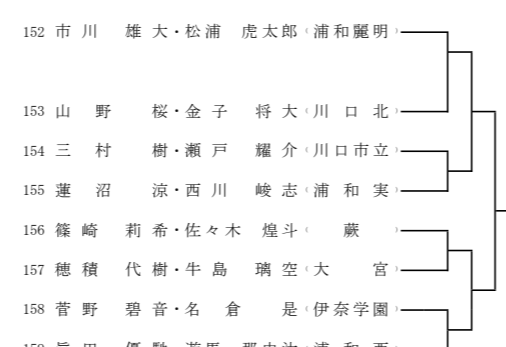 152 市川 雄大・松浦 虎太郎（浦和麗明）
153 山野 桜・金子 将大（川口北）
154 三村 樹・瀬戸 耀介（川口市立）
155 蓮沼 涼・西川 峻志（浦和実）
156 篠崎 莉希・佐々木 煌斗（蕨）
157 穂積 代樹・牛島 璃空（大宮）
158 菅野 碧音・名倉 是（伊奈学園）